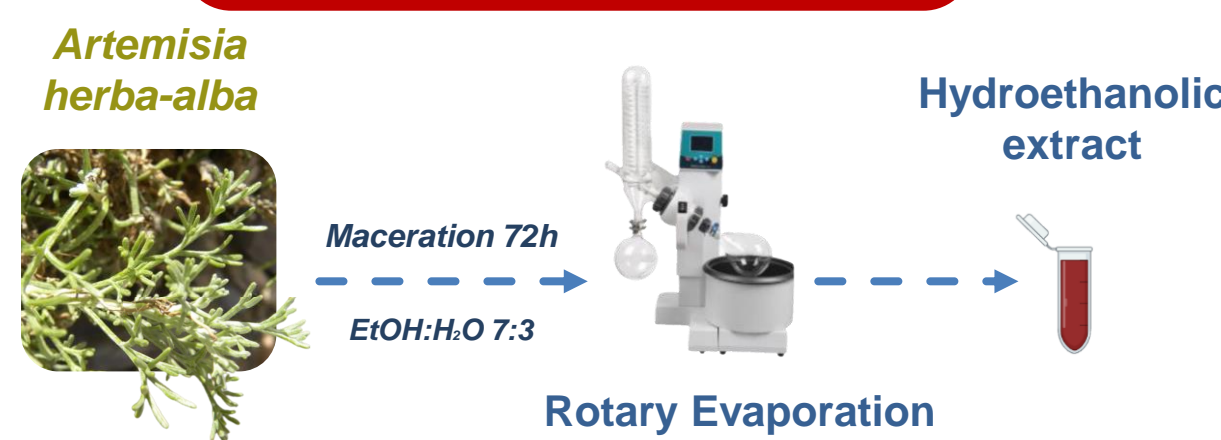 Artemisia
herba-alba
Hydroethanolic
extract
Maceration 72h
EtOH:H₂O 7:3
Rotary Evaporation